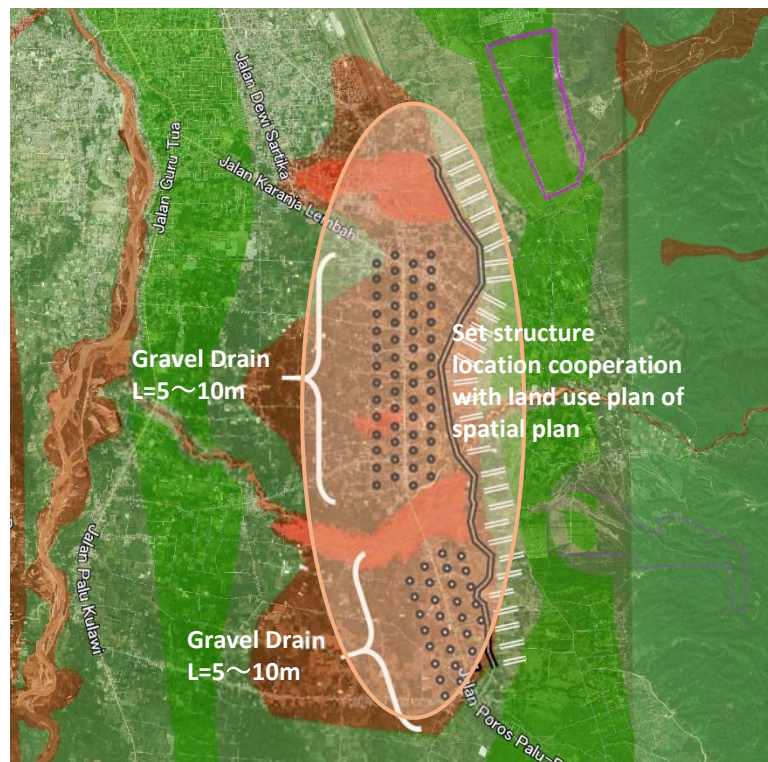 Jalan Dewi Sartika
Jalan Guru Tua
Jalan Karanja Lembah
Gravel Drain
L=5～10m
Set structure
location cooperation
with land use plan of
spatial plan
Jalan Palu Kulawi
Gravel Drain
L=5～10m
Jalan Poros